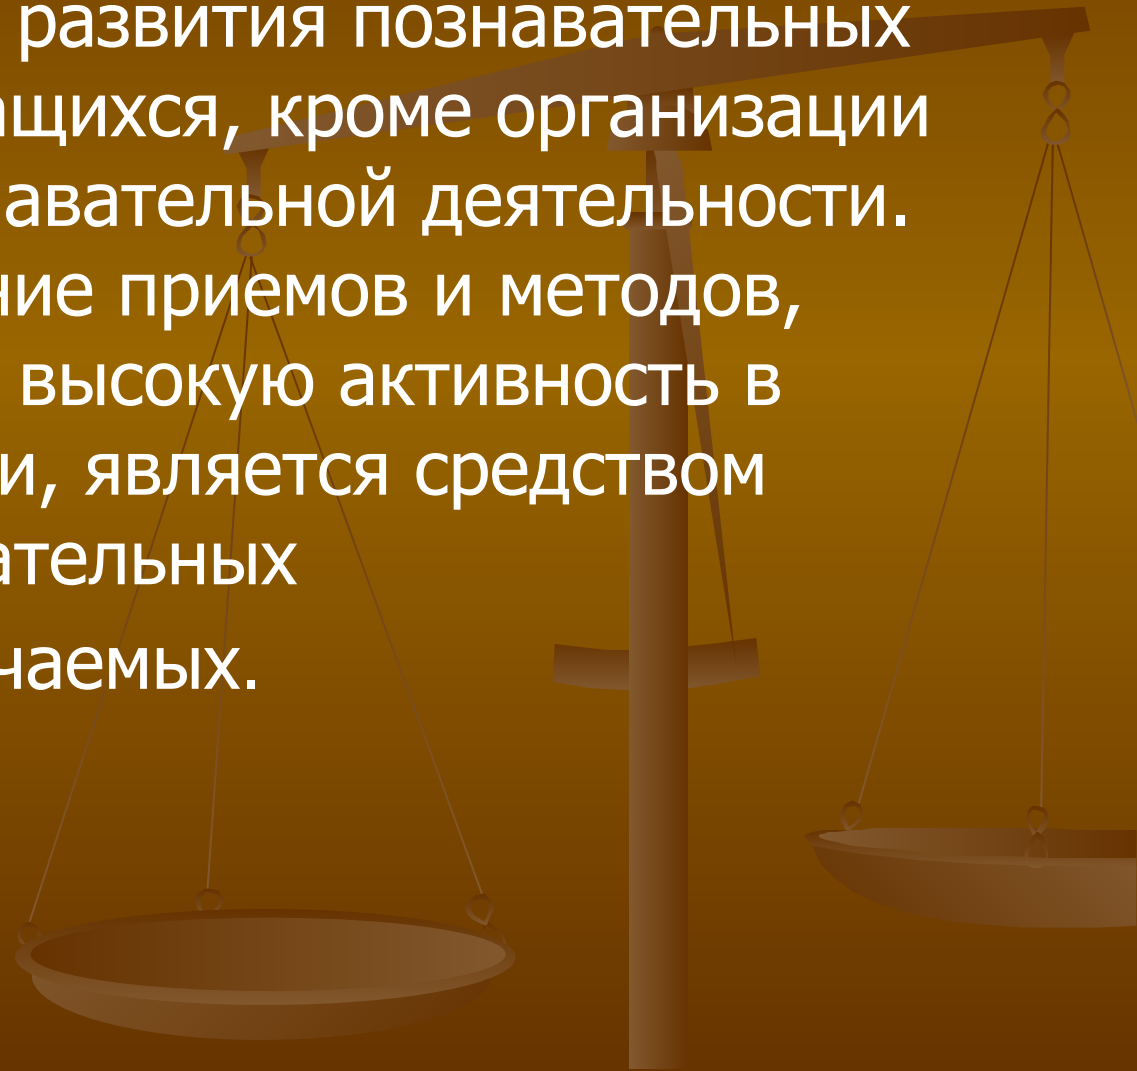 развития познавательных
ащихся, кроме организации
авательной деятельности.
ние приемов и методов,
высокую активность в
и, является средством
ательных
чаемых.